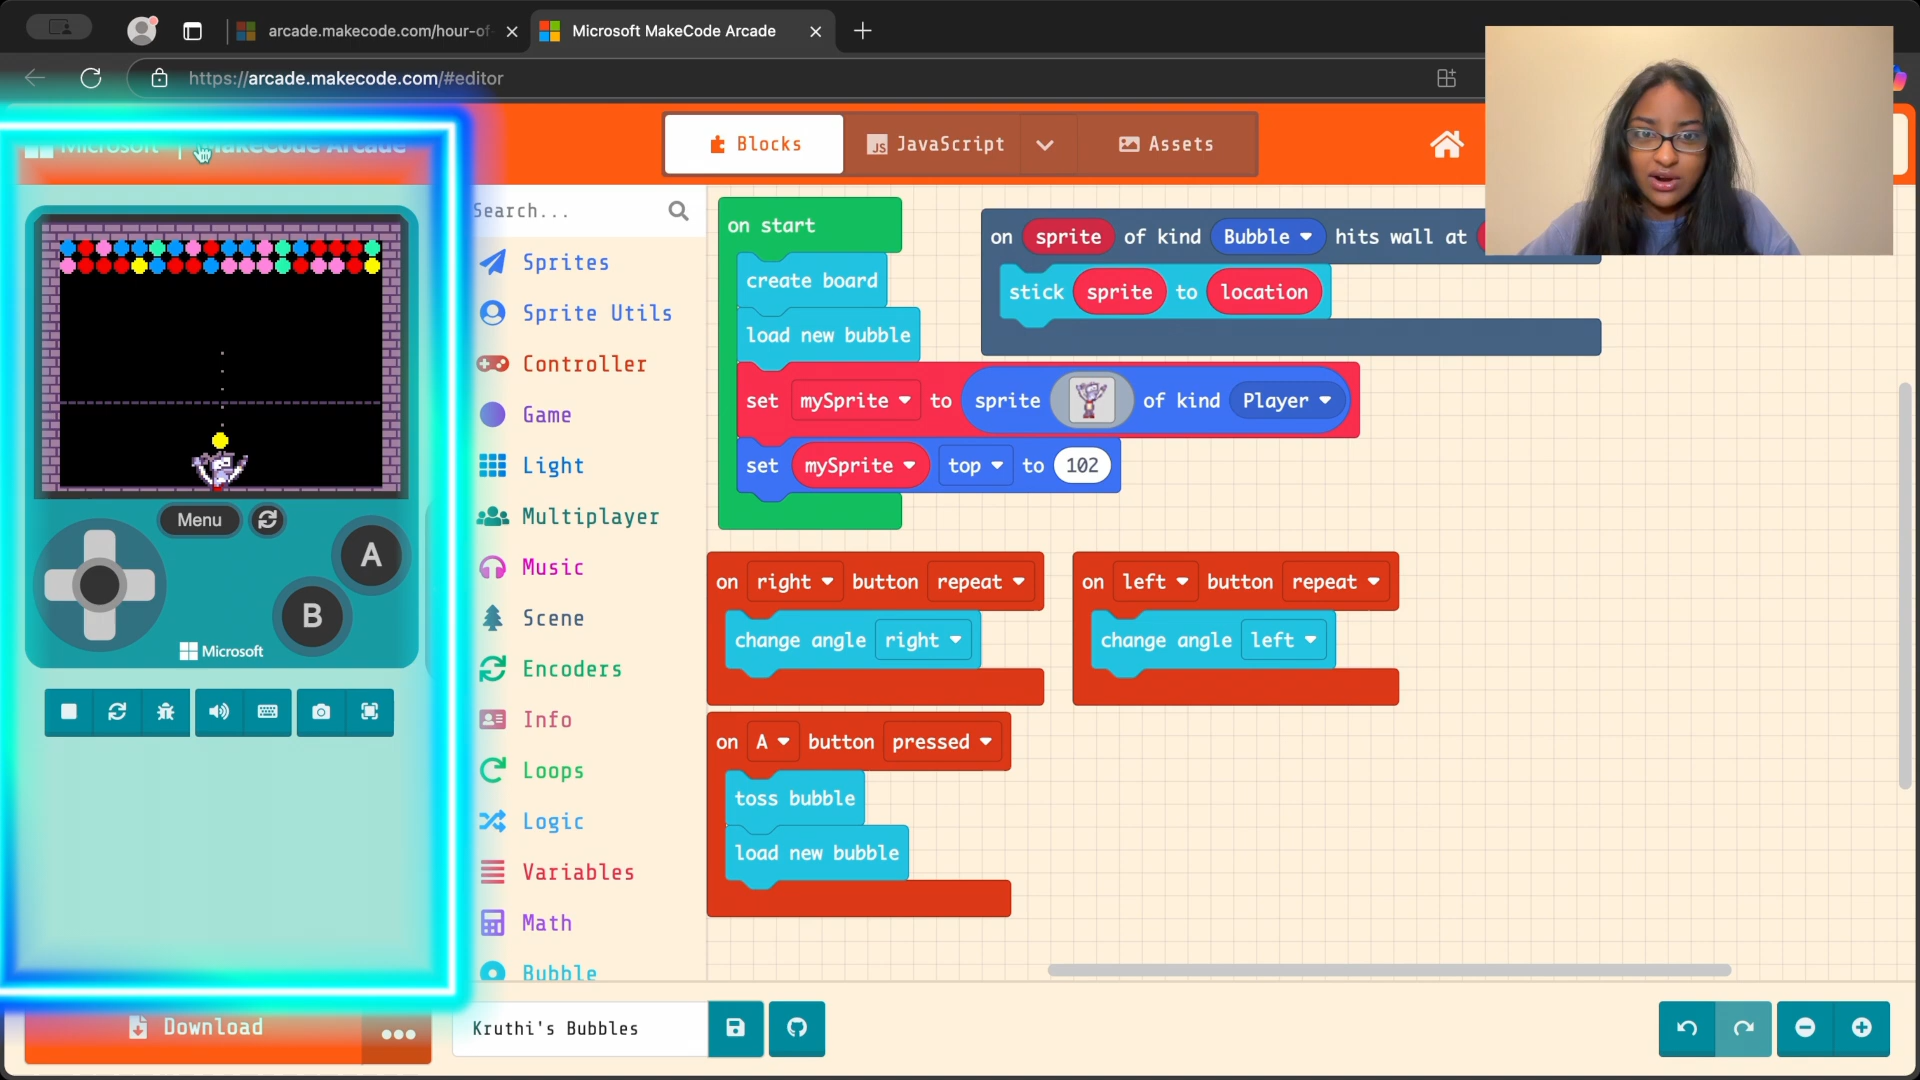 arcade.makecode.com/hour-of-
Microsoft MakeCode Arcade
https://arcade.makecode.com/#editor
Microsoft | MakeCode Arcade
Blocks
JavaScript
Assets
Search...
Sprites
Sprite Utils
Controller
Game
Light
Multiplayer
Music
Scene
Encoders
Info
Loops
Logic
Variables
Math
Bubble
Menu
A
B
Microsoft
on start
create board
load new bubble
set mySprite to sprite of kind Player
set mySprite top to 102
on sprite of kind Bubble hits wall at
stick sprite to location
on right button repeat
change angle right
on left button repeat
change angle left
on A button pressed
toss bubble
load new bubble
Download
Kruthi's Bubbles